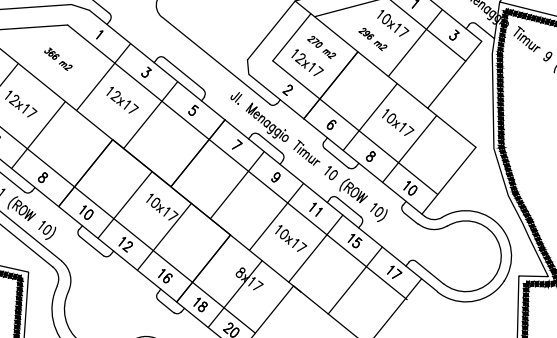 1
3
Menagg
Timur 9 (
10x17
296 m2
270 m2
12x17
1
366 m2
3
2
12x17
12x17
5
6
10x17
Jl. Menaggio Timur 10 (ROW 10)
7
8
8
9
10
1 (ROW 10)
10
10x17
11
12
10x17
15
16
8x17
17
18
20